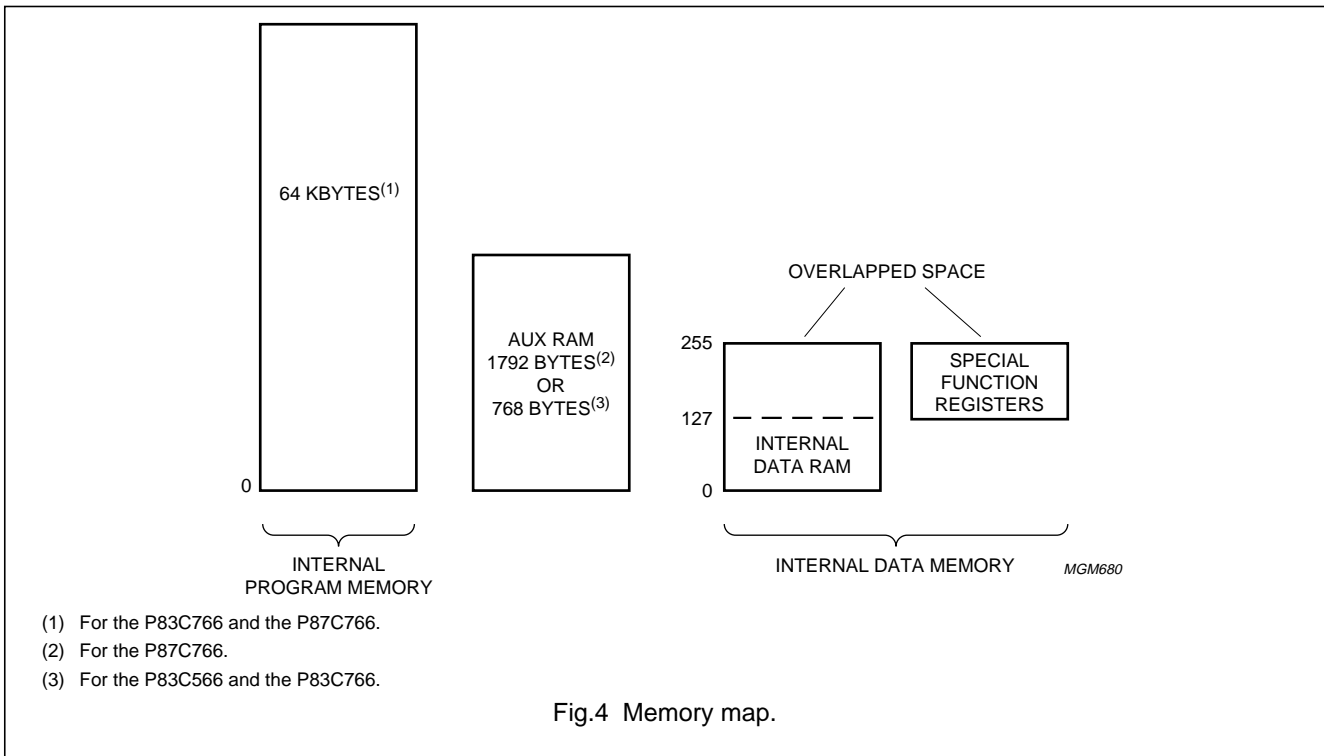 64 KBYTES(1)
0
INTERNAL
PROGRAM MEMORY
AUX RAM
1792 BYTES(2)
OR
768 BYTES(3)
OVERLAPPED SPACE
255
127
0
INTERNAL
DATA RAM
SPECIAL
FUNCTION
REGISTERS
INTERNAL DATA MEMORY
MGM680
(1) For the P83C766 and the P87C766.
(2) For the P87C766.
(3) For the P83C566 and the P83C766.
Fig.4 Memory map.